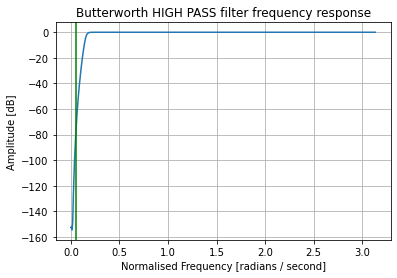 Butterworth HIGH PASS filter frequency response
Amplitude [dB]
0
−20
−40
−60
−80
−100
−120
−140
−160
0.0 0.5 1.0 1.5 2.0 2.5 3.0
Normalised Frequency [radians / second]